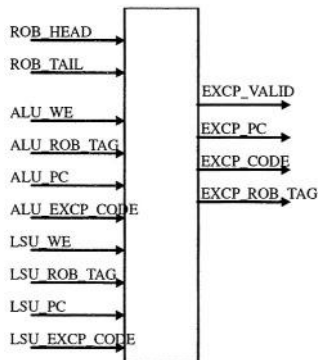 ROB_HEAD
ROB_TAIL
ALU_WE
ALU_ROB_TAG
ALU_PC
ALU_EXCP_CODE
LSU_WE
LSU_ROB_TAG
LSU_PC
LSU_EXCP_CODE
EXCP_VALID
EXCP_PC
EXCP_CODE
EXCP_ROB_TAG